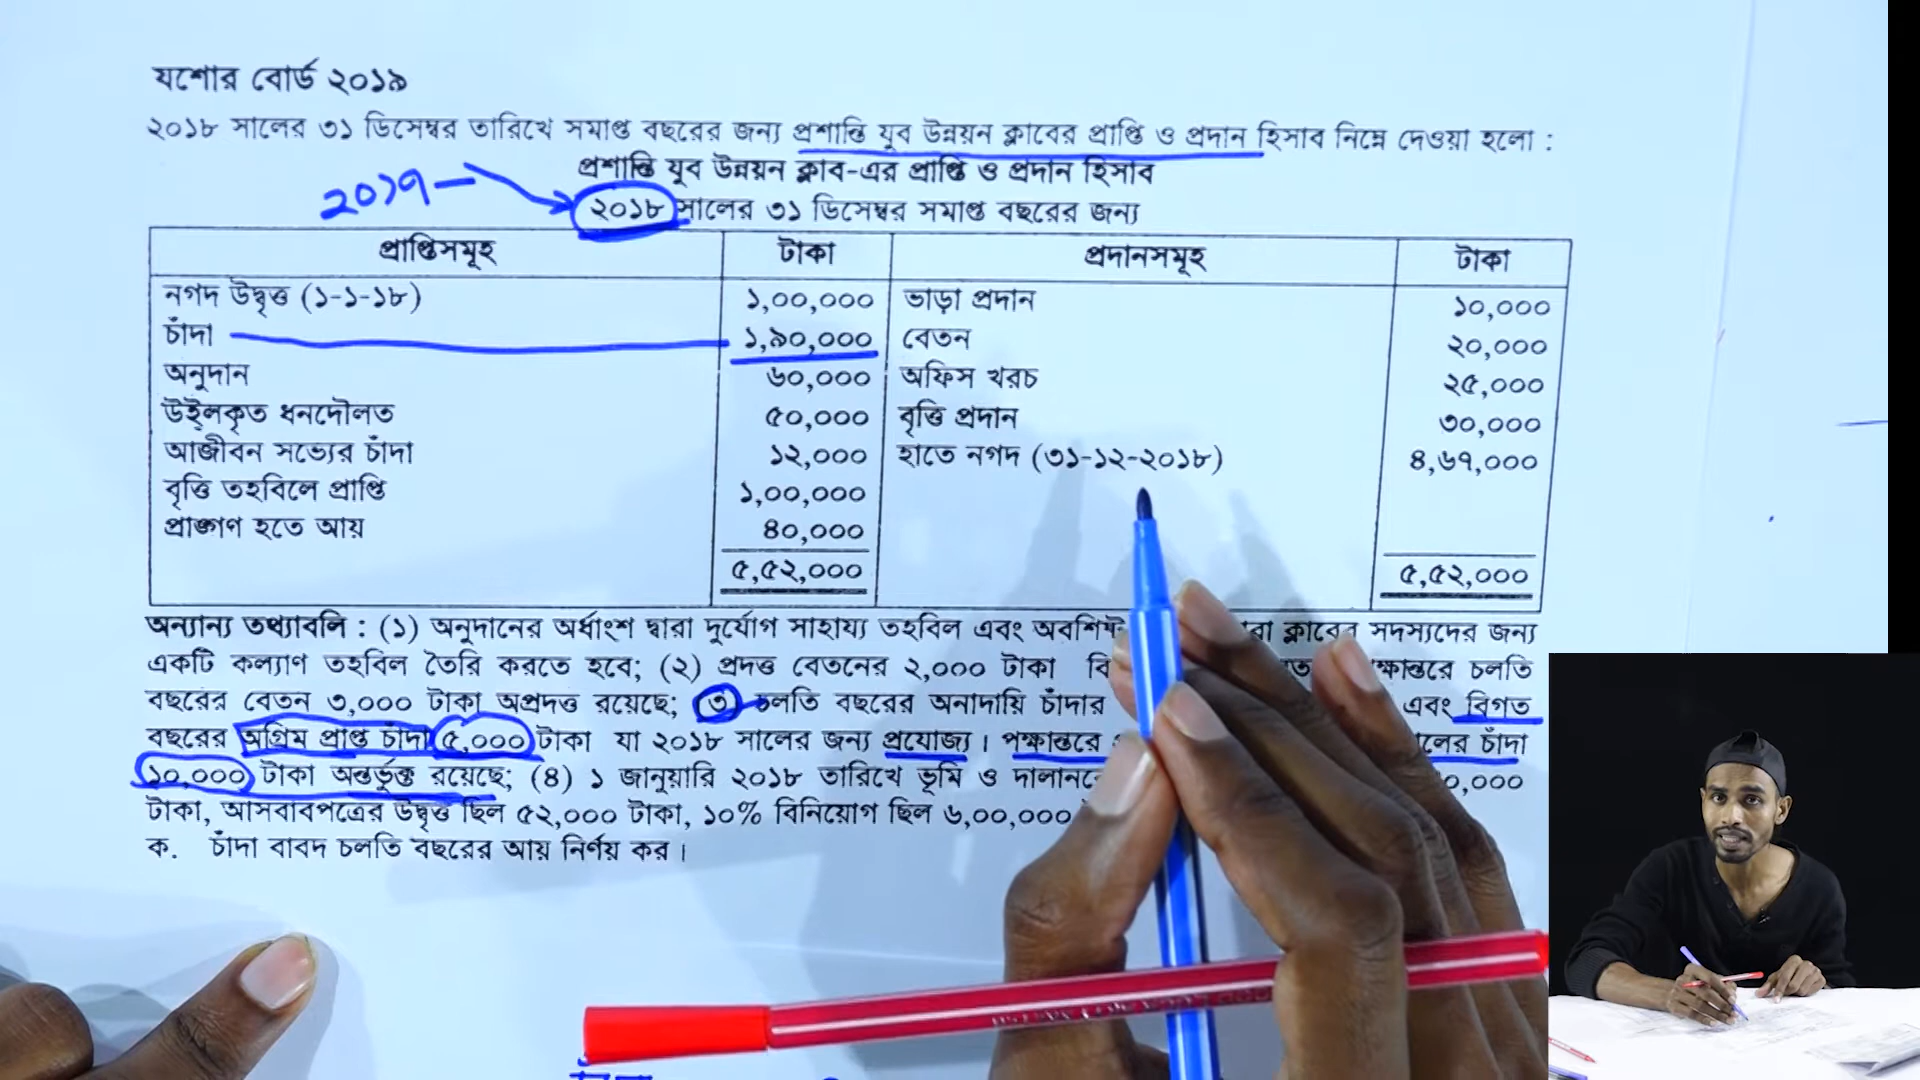 যশোর বোর্ড ২০১৯
২০১৮ সালের ৩১ ডিসেম্বর তারিখে সমাপ্ত বছরের জন্য প্রশান্তি যুব উন্নয়ন ক্লাবের প্রাপ্তি ও প্রদান হিসাব নিম্নে দেওয়া হলো :
প্রশান্তি যুব উন্নয়ন ক্লাব-এর প্রাপ্তি ও প্রদান হিসাব
২০১৭ —
২০১৮ সালের ৩১ ডিসেম্বর সমাপ্ত বছরের জন্য
প্রাপ্তিসমূহ টাকা প্রদানসমূহ টাকা
নগদ উদ্বৃত্ত (১-১-১৮) ১,০০,০০০ ভাড়া প্রদান ১০,০০০
চাঁদা ১,৯০,০০০ বেতন ২০,০০০
অনুদান ৬০,০০০ অফিস খরচ ২৫,০০০
উইলকৃত ধনদৌলত ৫০,০০০ বৃত্তি প্রদান ৩০,০০০
আজীবন সভ্যের চাঁদা ১২,০০০ হাতে নগদ (৩১-১২-২০১৮) ৪,৬৭,০০০
বৃত্তি তহবিলে প্রাপ্তি ১,০০,০০০
প্রাঙ্গণ হতে আয় ৪০,০০০
৫,৫২,০০০ ৫,৫২,০০০
অন্যান্য তথ্যাবলি : (১) অনুদানের অর্ধাংশ দ্বারা দুর্যোগ সাহায্য তহবিল এবং ক্লাবের সদস্যদের জন্য
একটি কল্যাণ তহবিল তৈরি করতে হবে; (২) প্রদত্ত বেতনের ২,০০০ টাকা চলতি
বছরের বেতন ৩,০০০ টাকা অপ্রদত্ত রয়েছে; (৩) চলতি বছরের অনাদায়ি চাঁদার এবং বিগত
বছরের অগ্রিম প্রাপ্ত চাঁদা ৫,০০০ টাকা যা ২০১৮ সালের জন্য প্রযোজ্য। পক্ষান্তরে চাঁদা
১০,০০০ টাকা অন্তর্ভুক্ত রয়েছে; (৪) ১ জানুয়ারি ২০১৮ তারিখে ভূমি ও
টাকা, আসবাবপত্রের উদ্বৃত্ত ছিল ৫২,০০০ টাকা, ১০% বিনিয়োগ ছিল ৬,০০,০০০
ক. চাঁদা বাবদ চলতি বছরের আয় নির্ণয় কর।